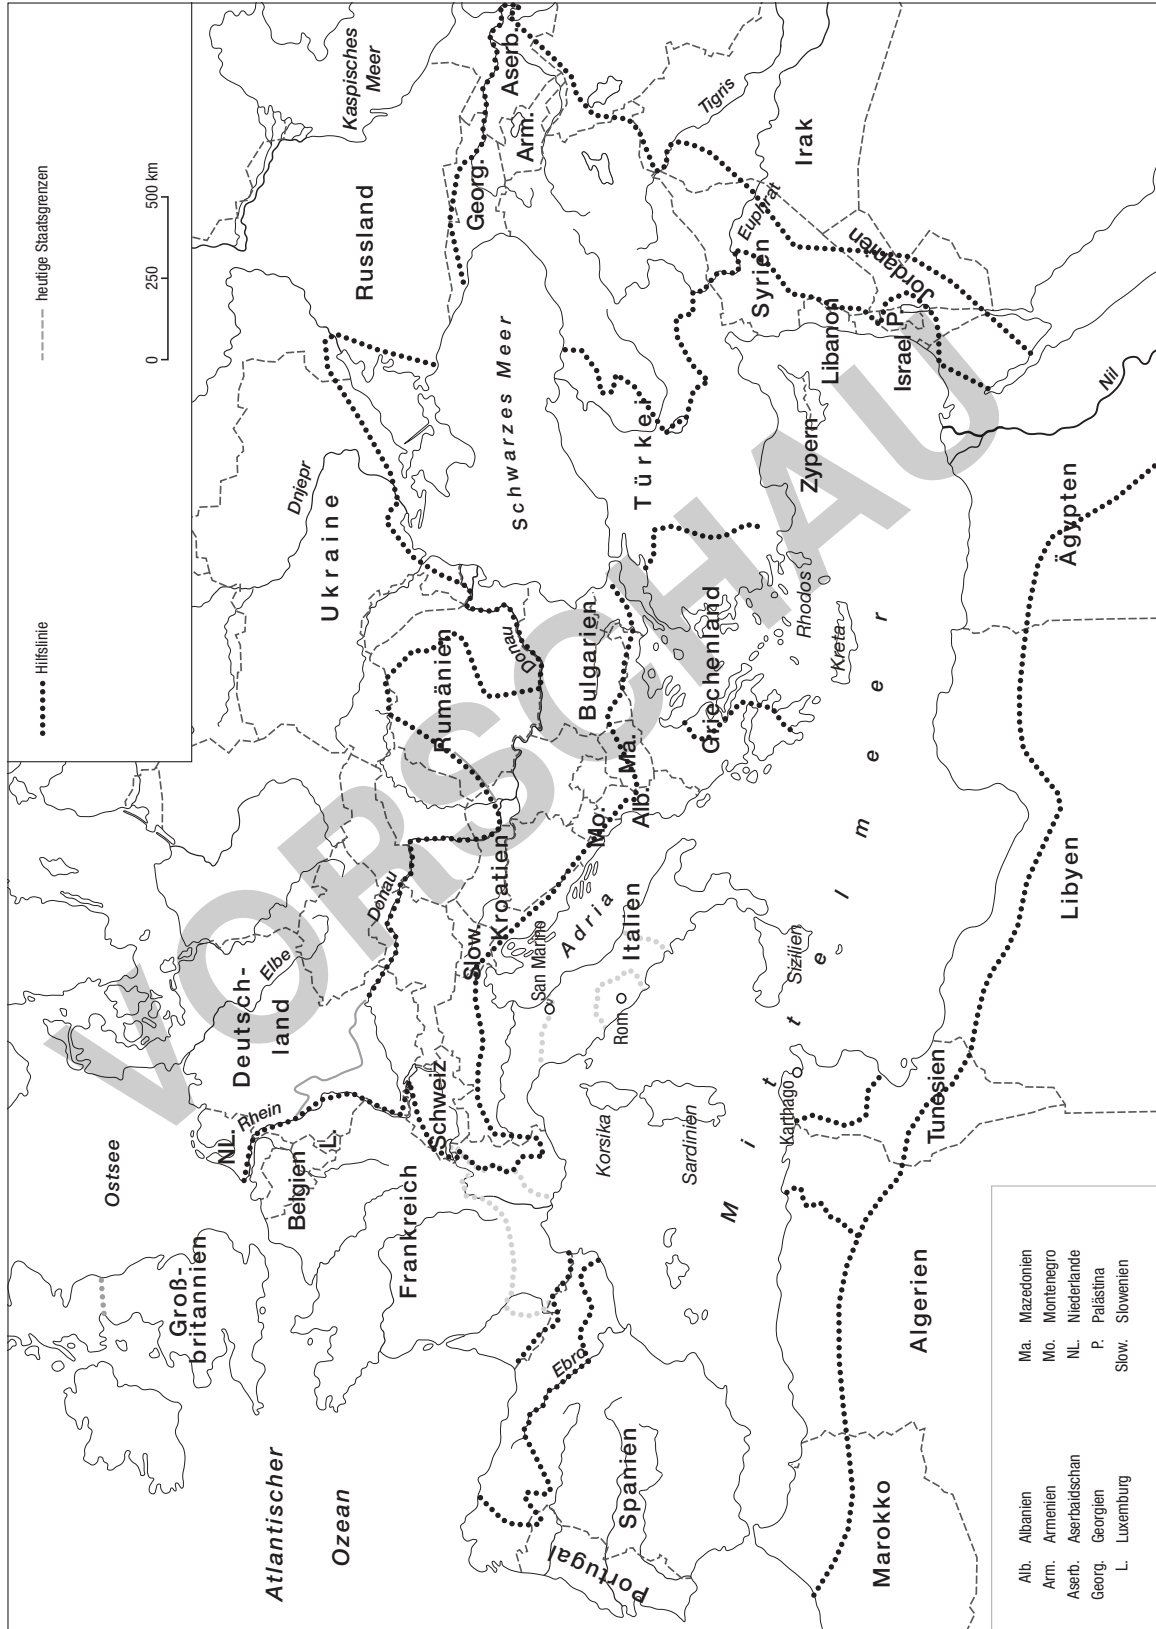 Hilfslinie
heutige Staatsgrenzen
0 250 500 km
Ostsee
Atlantischer
Ozean
Groß-
britannien
NL.
Rhein
Belgien
L.
Deutsch-
land
Elbe
Frankreich
Schweiz
Donau
Slow.
Kroatien
Ukraine
Dnjepr
Rumänien
Donau
Russland
Kaspisches
Meer
Georg.
Arm.
Aserb.
Schwarzes Meer
Bulgarien
Mo.
Ma.
Alb.
San Marino
Adria
Italien
Rom
Korsika
Sardinien
Sizilien
Ebro
Spanien
Portugal
Griechenland
Rhodos
Kreta
Türkei
Zypern
Tigris
Euphrat
Syrien
Irak
Libanon
Israel
P.
Jordanien
Mittelmeer
Karthago
Tunesien
Marokko
Algerien
Libyen
Ägypten
Nil
Alb. Albanien
Arm. Armenien
Aserb. Aserbaidschan
Georg. Georgien
L. Luxemburg
Ma. Mazedonien
Mo. Montenegro
NL. Niederlande
P. Palästina
Slow. Slowenien
VORSCHAU